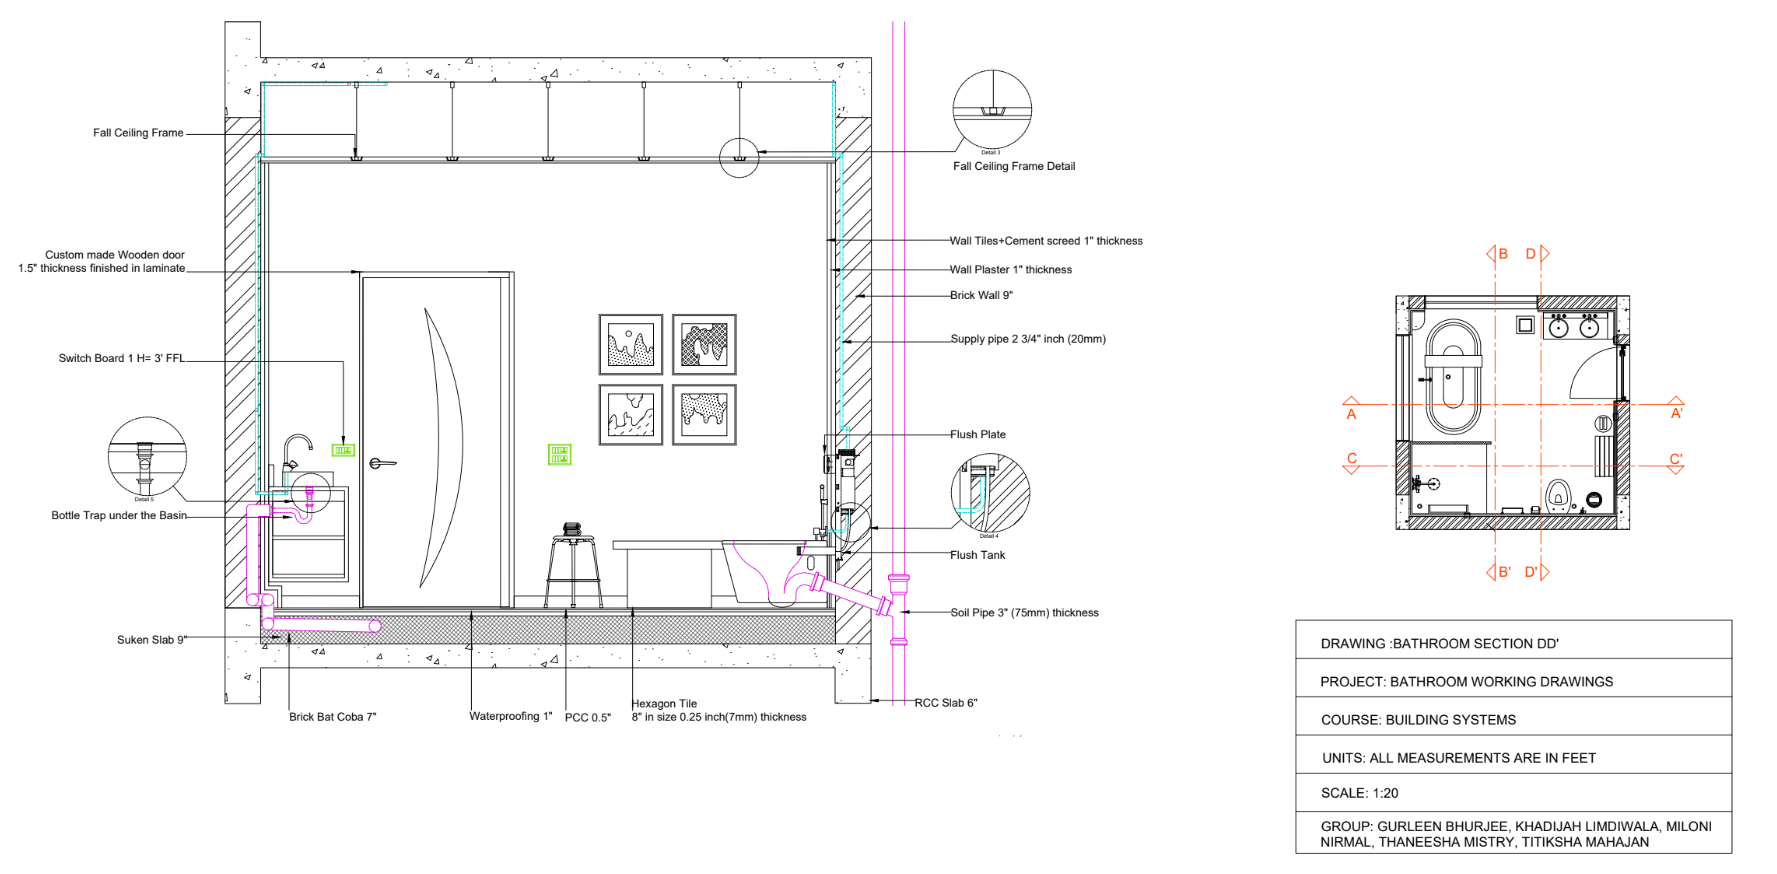 Fall Ceiling Frame
Detail 3
Fall Ceiling Frame Detail
Wall Tiles+Cement screed 1" thickness
Custom made Wooden door
1.5" thickness finished in laminate
Wall Plaster 1" thickness
Brick Wall 9"
Supply pipe 2 3/4" inch (20mm)
Switch Board 1 H= 3' FFL
Flush Plate
Detail 5
Bottle Trap under the Basin
Detail 4
Flush Tank
Soil Pipe 3" (75mm) thickness
Suken Slab 9"
RCC Slab 6"
Brick Bat Coba 7"
Waterproofing 1"
PCC 0.5"
Hexagon Tile
8" in size 0.25 inch(7mm) thickness
B D
A A'
C C'
B' D'
DRAWING :BATHROOM SECTION DD'
PROJECT: BATHROOM WORKING DRAWINGS
COURSE: BUILDING SYSTEMS
UNITS: ALL MEASUREMENTS ARE IN FEET
SCALE: 1:20
GROUP: GURLEEN BHURJEE, KHADIJAH LIMDIWALA, MILONI
NIRMAL, THANEESHA MISTRY, TITIKSHA MAHAJAN